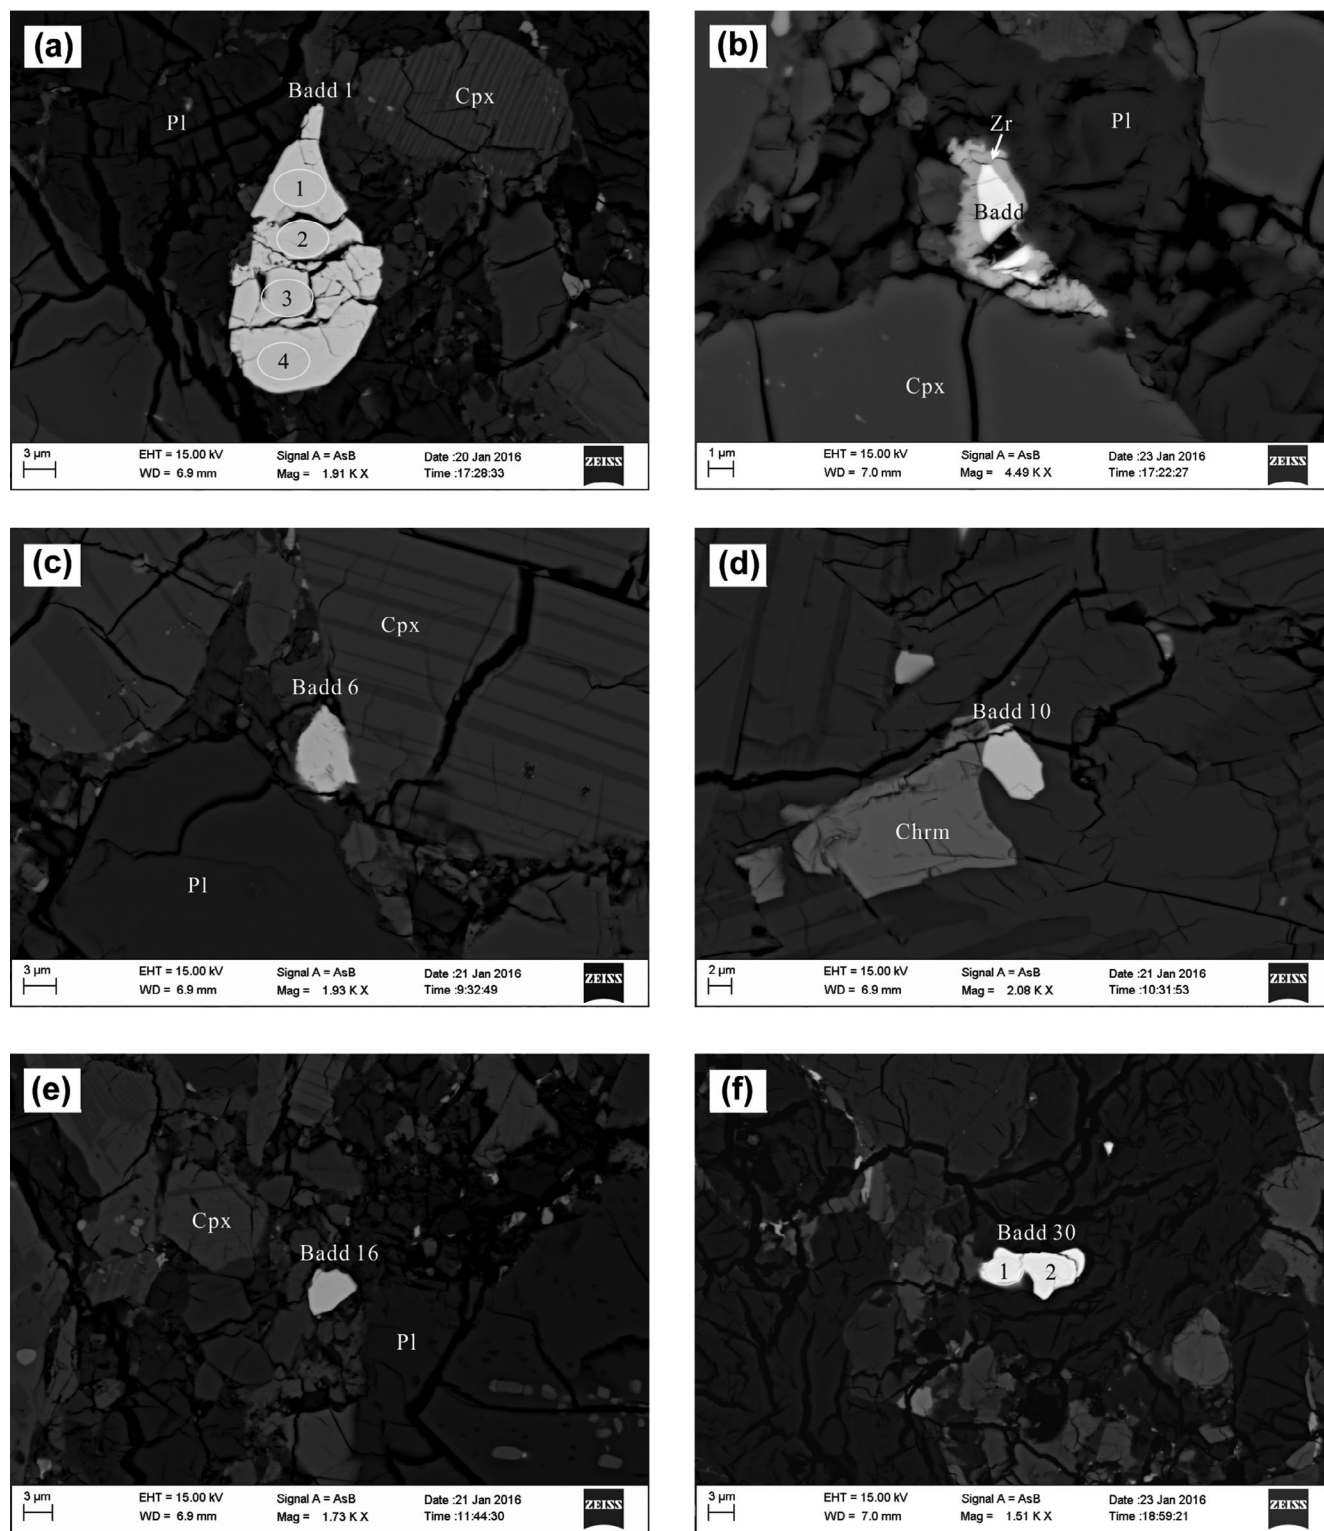 (a)
Badd 1
Cpx
Pl
1
2
3
4
3 µm
EHT = 15.00 kV Signal A = AsB Date :20 Jan 2016
WD = 6.9 mm Mag = 1.91 K X Time :17:28:33
ZEISS
(b)
Zr
Pl
Badd
Cpx
1 µm
EHT = 15.00 kV Signal A = AsB Date :23 Jan 2016
WD = 7.0 mm Mag = 4.49 K X Time :17:22:27
ZEISS
(c)
Cpx
Badd 6
Pl
3 µm
EHT = 15.00 kV Signal A = AsB Date :21 Jan 2016
WD = 6.9 mm Mag = 1.93 K X Time :9:32:49
ZEISS
(d)
Badd 10
Chrm
2 µm
EHT = 15.00 kV Signal A = AsB Date :21 Jan 2016
WD = 6.9 mm Mag = 2.08 K X Time :10:31:53
ZEISS
(e)
Cpx
Badd 16
Pl
3 µm
EHT = 15.00 kV Signal A = AsB Date :21 Jan 2016
WD = 6.9 mm Mag = 1.73 K X Time :11:44:30
ZEISS
(f)
Badd 30
1 2
3 µm
EHT = 15.00 kV Signal A = AsB Date :23 Jan 2016
WD = 7.0 mm Mag = 1.51 K X Time :18:59:21
ZEISS